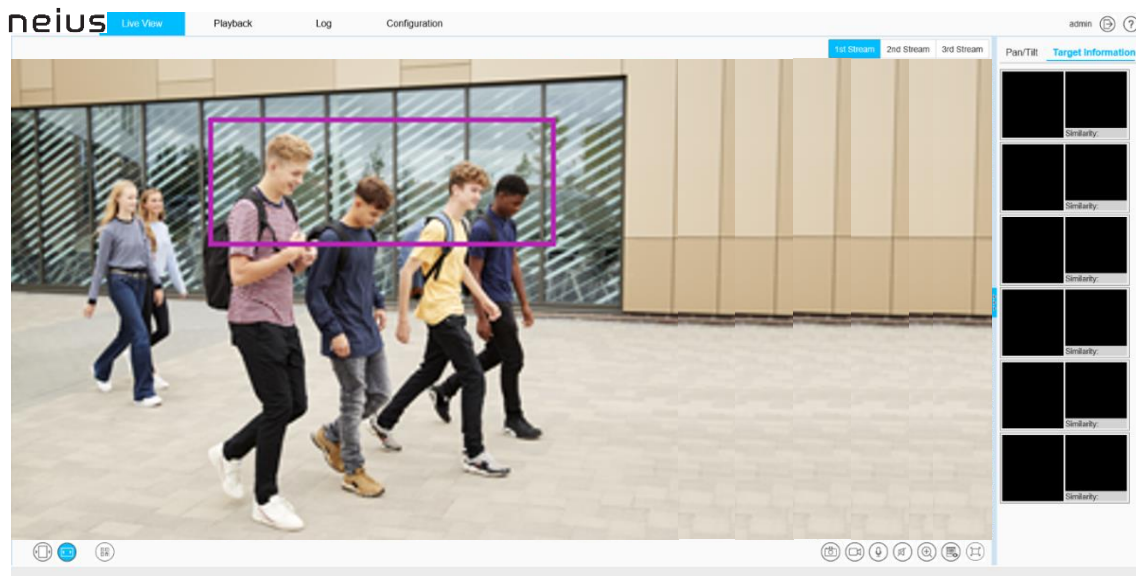 neius Live View Playback Log Configuration admin
1st Stream 2nd Stream 3rd Stream Pan/Tilt Target Information
Similarity:
Similarity:
Similarity:
Similarity:
Similarity:
Similarity: